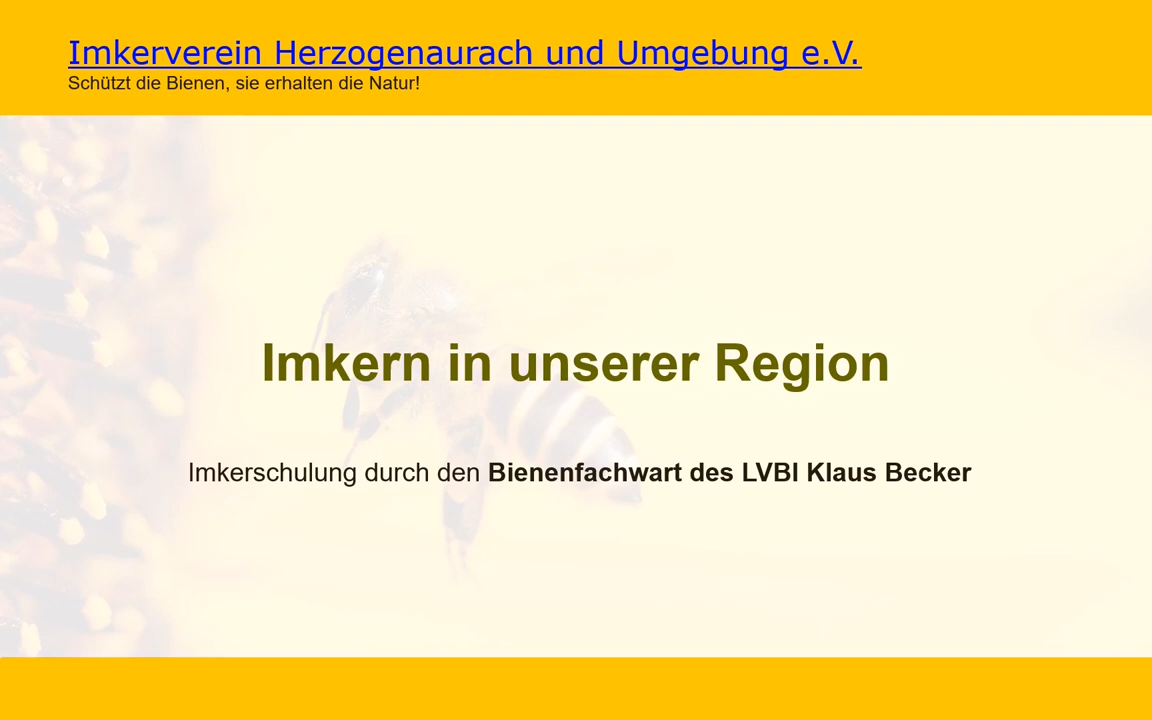 Imkerverein Herzogenaurach und Umgebung e.V.
Schützt die Bienen, sie erhalten die Natur!
Imkern in unserer Region
Imkerschulung durch den Bienenfachwart des LVBI Klaus Becker